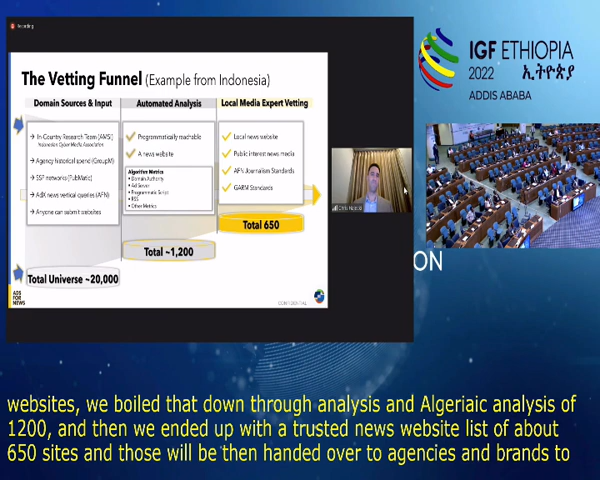 Recording
The Vetting Funnel (Example from Indonesia)
Domain Sources & Input
Automated Analysis
Local Media Expert Vetting
→ In-Country Research Team (AMSI)
Indonesian Cyber Media Association
→ Agency historical spend (GroupM)
→ SSP networks (PubMatic)
→ AdX news vertical queries (AFN)
→ Anyone can submit websites
Total Universe ~20,000
Programmatically reachable
A news website
Algorithm Metrics
• Domain Authority
• Ad Server
• Programmatic Script
• RSS
• Other Metrics
Total ~1,200
Local news website
Public interest news media
AFN Journalism Standards
GARM Standards
Total 650
ADS
FOR
NEWS
CONFIDENTIAL
IGF ETHIOPIA
2022 ኢትዮጵያ
ADDIS ABABA
ON
websites, we boiled that down through analysis and Algeriaic analysis of
1200, and then we ended up with a trusted news website list of about
650 sites and those will be then handed over to agencies and brands to